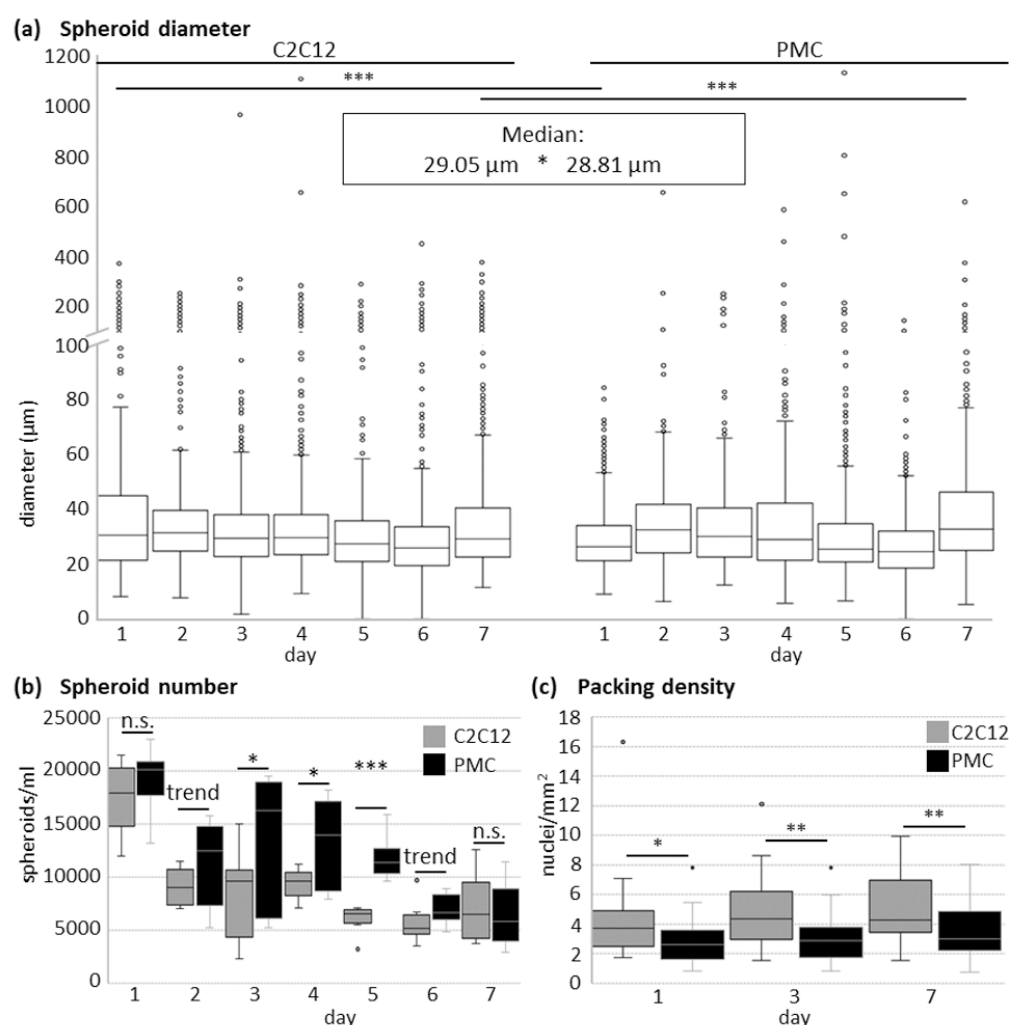 (a) Spheroid diameter
C2C12 PMC
***
***
Median:
29.05 µm * 28.81 µm
1200
1000
800
600
400
200
100
80
60
40
20
0
diameter (µm)
1 2 3 4 5 6 7 1 2 3 4 5 6 7
day day
(b) Spheroid number
25000
20000
15000
10000
5000
0
spheroids/ml
n.s.
trend
*
*
***
trend
n.s.
C2C12
PMC
1 2 3 4 5 6 7
day
(c) Packing density
18
16
14
12
10
8
6
4
2
0
nuclei/mm²
C2C12
PMC
*
**
**
1 3 7
day